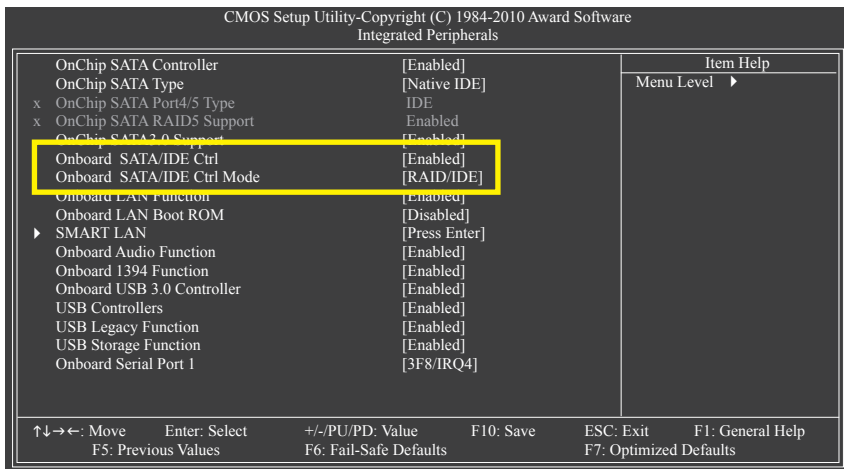 CMOS Setup Utility-Copyright (C) 1984-2010 Award Software
Integrated Peripherals
OnChip SATA Controller [Enabled]
OnChip SATA Type [Native IDE]
x OnChip SATA Port4/5 Type IDE
x OnChip SATA RAID5 Support Enabled
OnChip SATA3.0 Support [Enabled]
Onboard SATA/IDE Ctrl [Enabled]
Onboard SATA/IDE Ctrl Mode [RAID/IDE]
Onboard LAN Function [Enabled]
Onboard LAN Boot ROM [Disabled]
SMART LAN [Press Enter]
Onboard Audio Function [Enabled]
Onboard 1394 Function [Enabled]
Onboard USB 3.0 Controller [Enabled]
USB Controllers [Enabled]
USB Legacy Function [Enabled]
USB Storage Function [Enabled]
Onboard Serial Port 1 [3F8/IRQ4]
Item Help
Menu Level
↑↓→←: Move Enter: Select +/-/PU/PD: Value F10: Save ESC: Exit F1: General Help
F5: Previous Values F6: Fail-Safe Defaults F7: Optimized Defaults